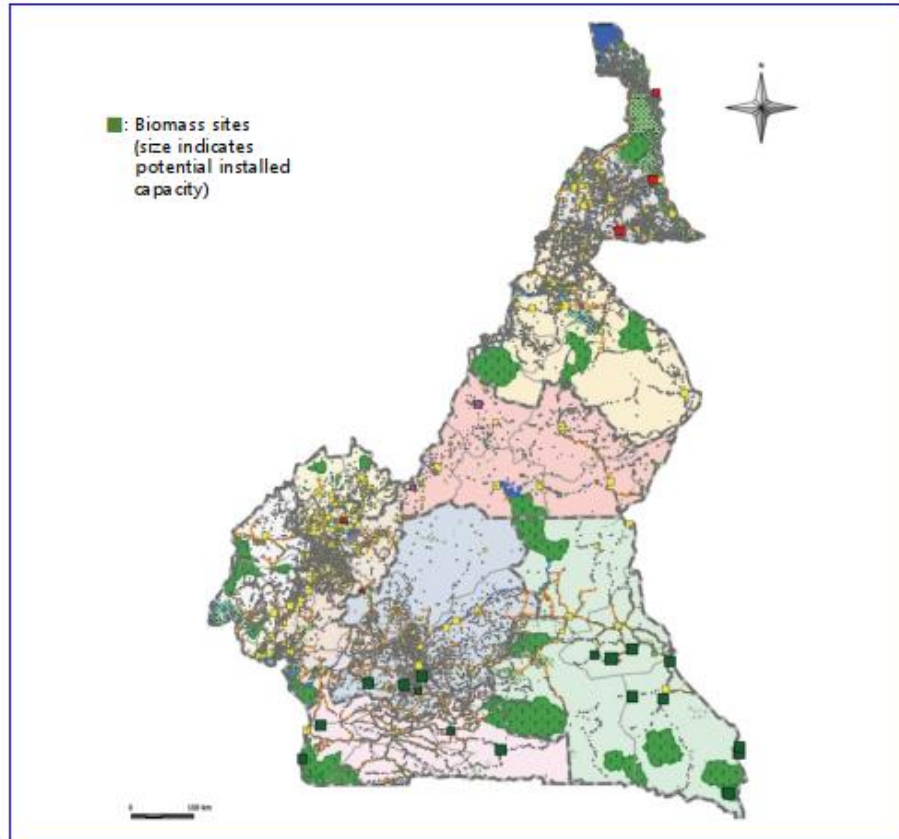 N
: Biomass sites
(size indicates
potential installed
capacity)
0 100 km